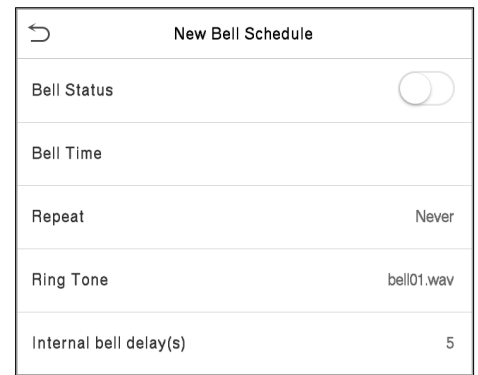 New Bell Schedule
Bell Status
Bell Time
Repeat Never
Ring Tone bell01.wav
Internal bell delay(s) 5